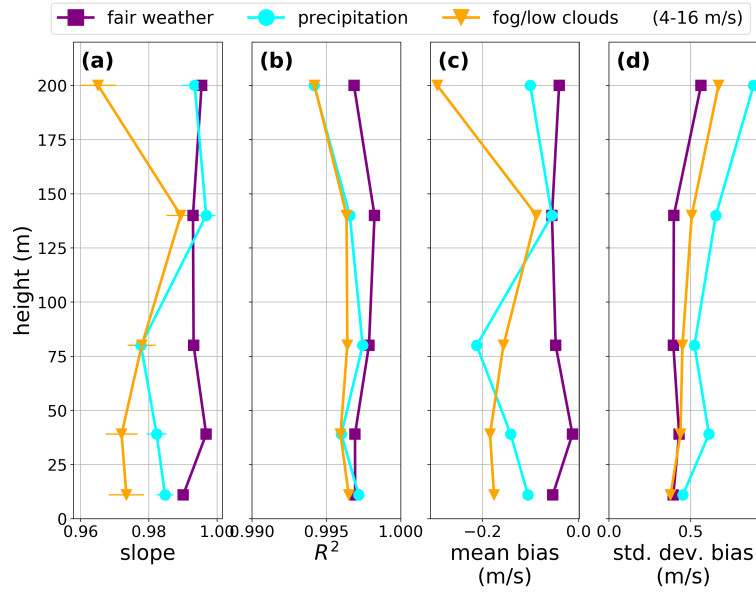 fair weather precipitation fog/low clouds (4-16 m/s)
(a) (b) (c) (d)
200
175
150
125
100
75
50
25
0
height (m)
0.96 0.98 1.00 0.990 0.995 1.000 −0.2 0.0 0.0 0.5
slope R² mean bias (m/s) std. dev. bias (m/s)